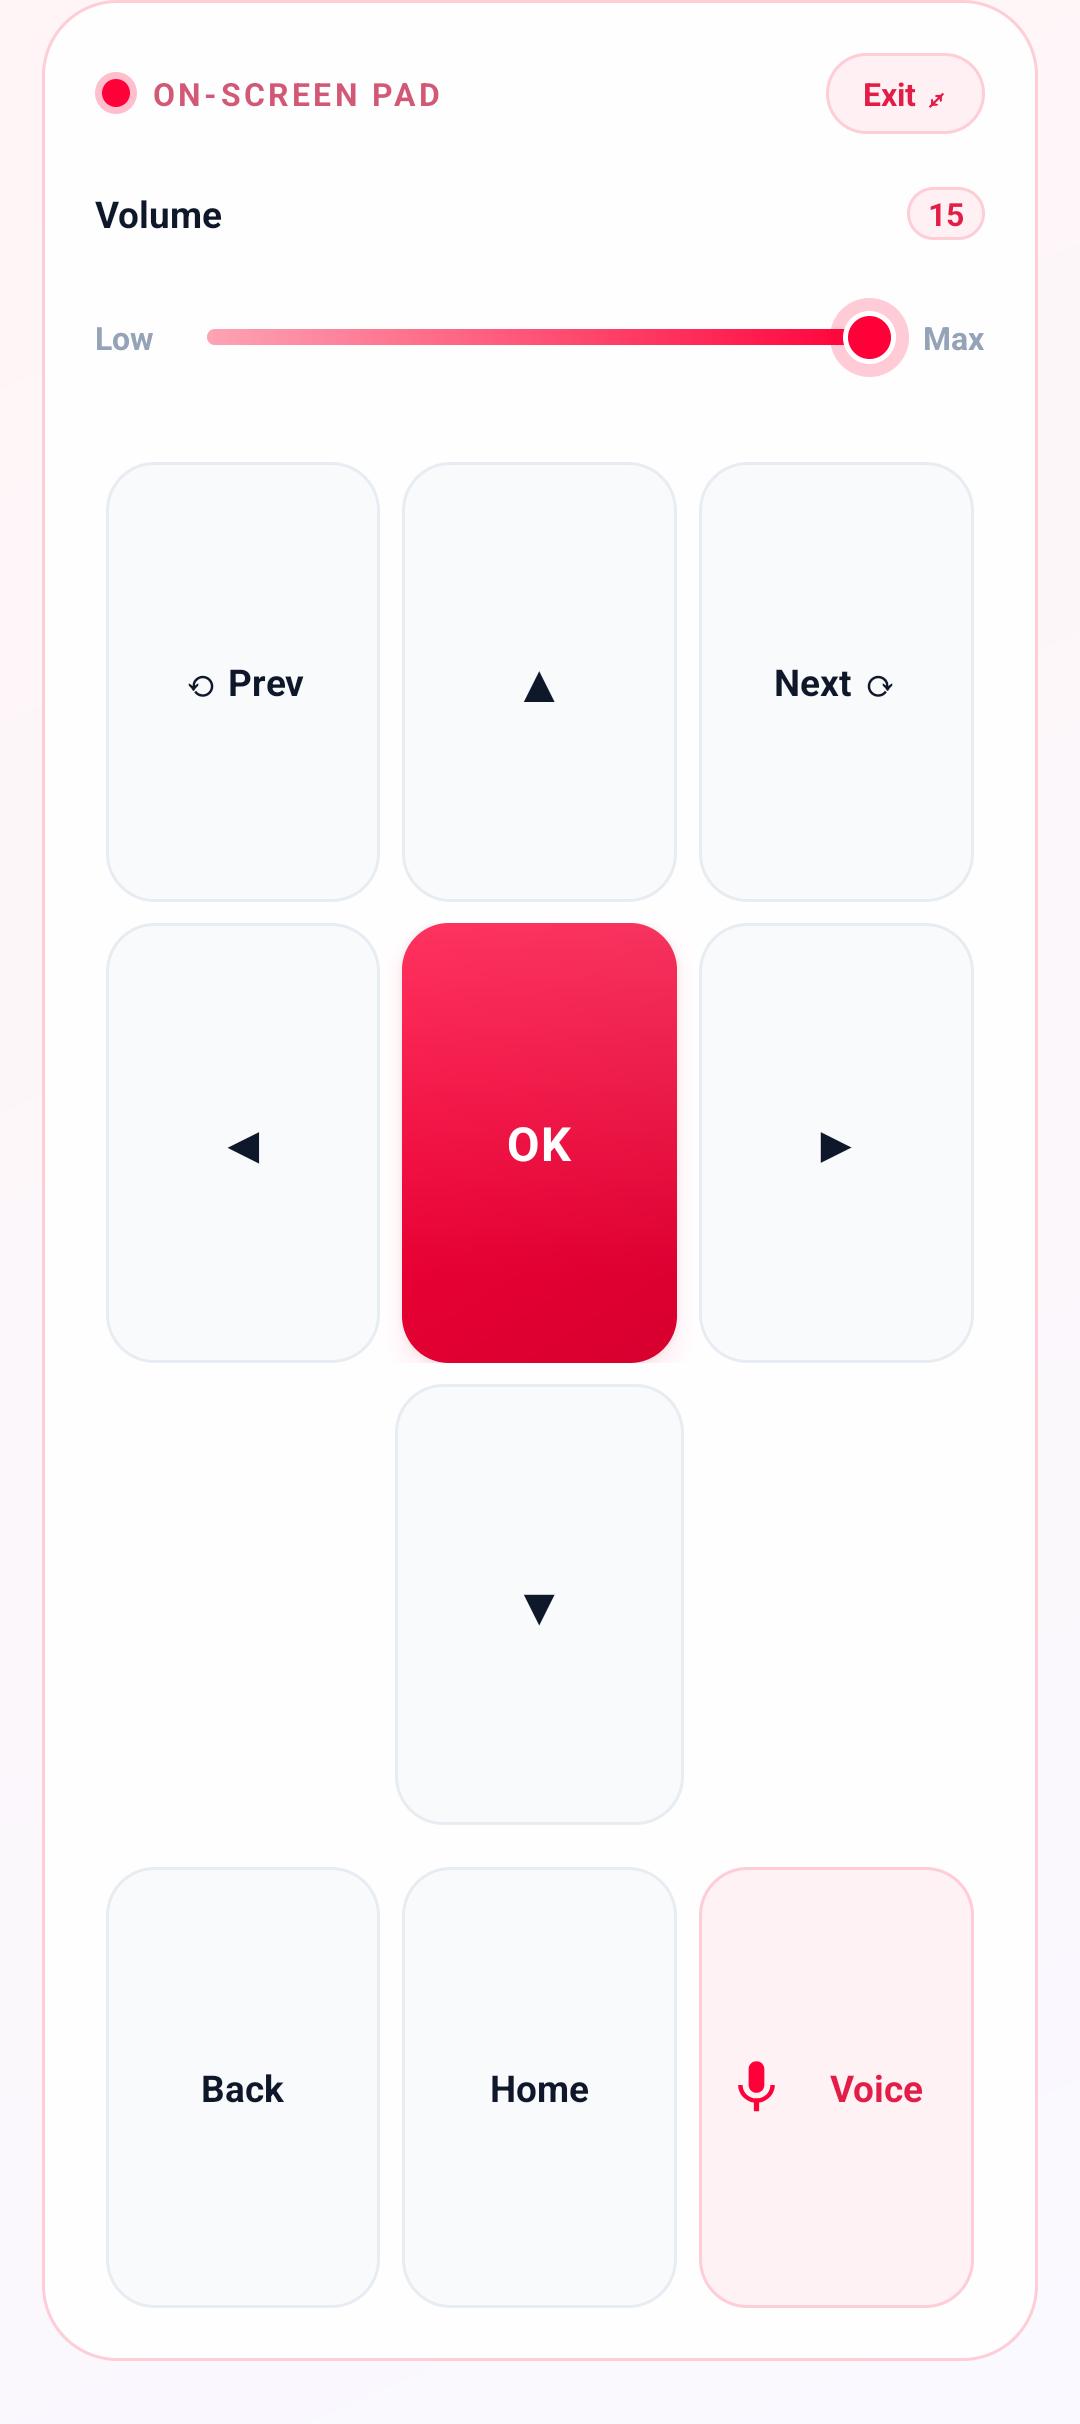 ON-SCREEN PAD
Exit
Volume
15
Low
Max
Prev
▲
Next
◀
OK
▶
▼
Back
Home
Voice